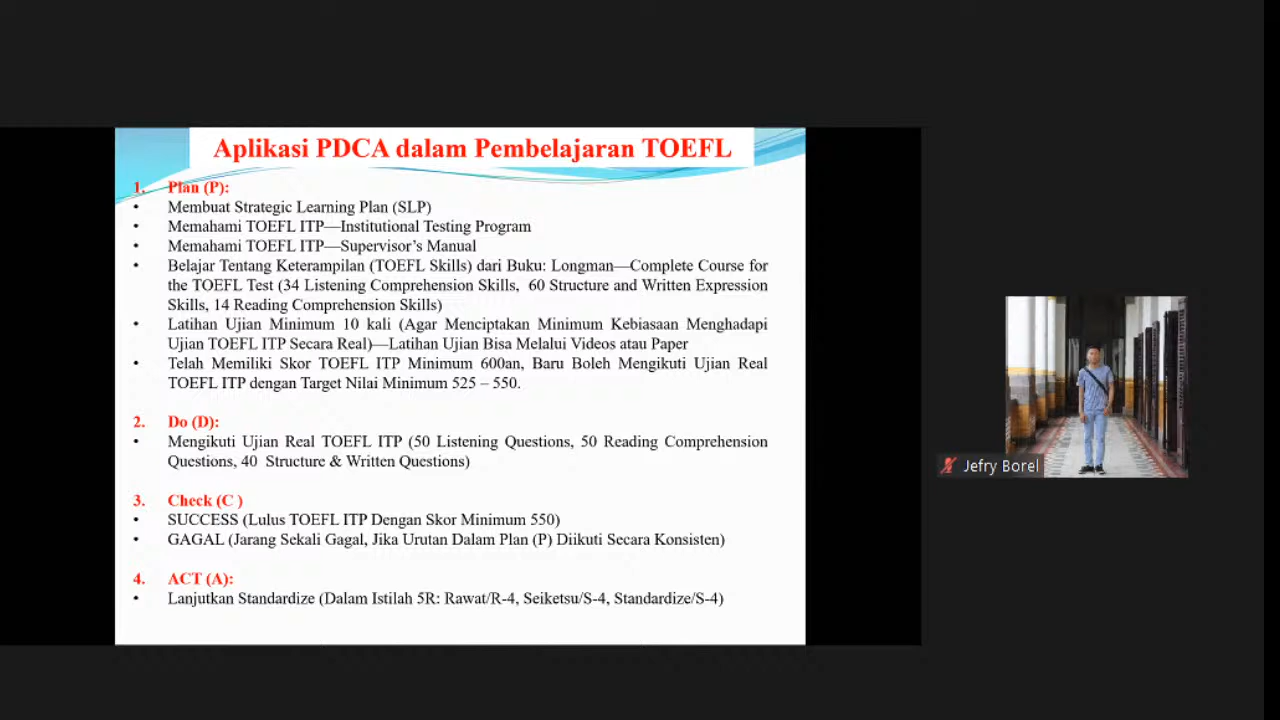 Aplikasi PDCA dalam Pembelajaran TOEFL
1. Plan (P):
• Membuat Strategic Learning Plan (SLP)
• Memahami TOEFL ITP—Institutional Testing Program
• Memahami TOEFL ITP—Supervisor's Manual
• Belajar Tentang Keterampilan (TOEFL Skills) dari Buku: Longman—Complete Course for
the TOEFL Test (34 Listening Comprehension Skills, 60 Structure and Written Expression
Skills, 14 Reading Comprehension Skills)
• Latihan Ujian Minimum 10 kali (Agar Menciptakan Minimum Kebiasaan Menghadapi
Ujian TOEFL ITP Secara Real)—Latihan Ujian Bisa Melalui Videos atau Paper
• Telah Memiliki Skor TOEFL ITP Minimum 600an, Baru Boleh Mengikuti Ujian Real
TOEFL ITP dengan Target Nilai Minimum 525 – 550.
2. Do (D):
• Mengikuti Ujian Real TOEFL ITP (50 Listening Questions, 50 Reading Comprehension
Questions, 40 Structure & Written Questions)
3. Check (C )
• SUCCESS (Lulus TOEFL ITP Dengan Skor Minimum 550)
• GAGAL (Jarang Sekali Gagal, Jika Urutan Dalam Plan (P) Diikuti Secara Konsisten)
4. ACT (A):
• Lanjutkan Standardize (Dalam Istilah 5R: Rawat/R-4, Seiketsu/S-4, Standardize/S-4)
Jefry Borel